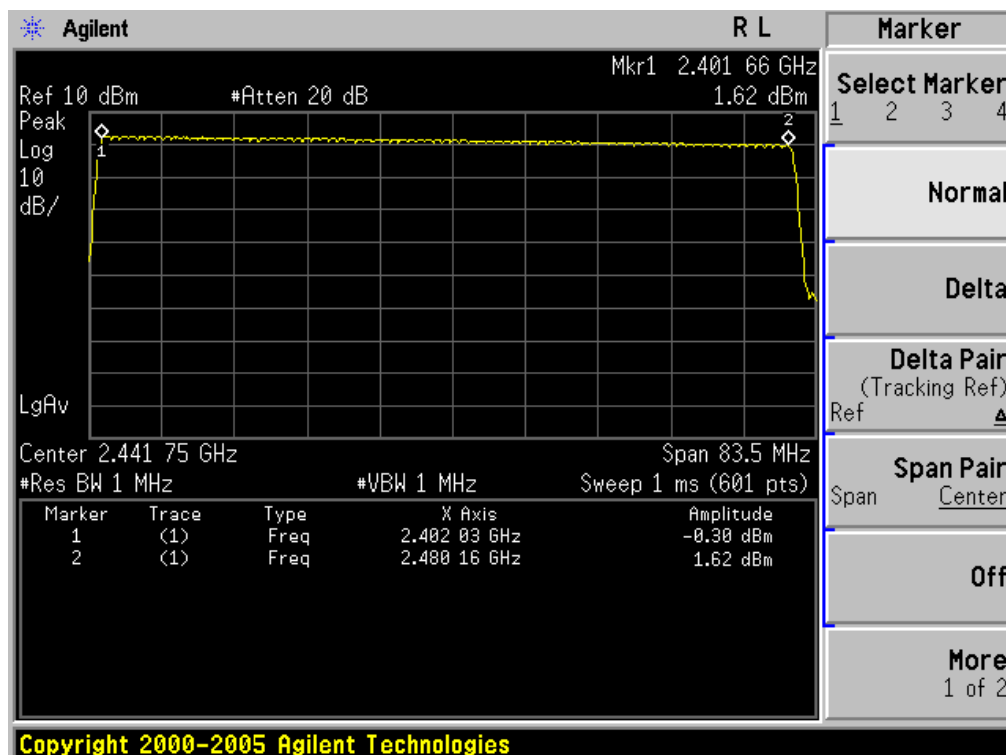 Agilent
R L
Marker
Mkr1 2.401 66 GHz
Ref 10 dBm #Atten 20 dB 1.62 dBm
Peak
Log
10
dB/
1
2
LgAv
Center 2.441 75 GHz Span 83.5 MHz
#Res BW 1 MHz #VBW 1 MHz Sweep 1 ms (601 pts)
Marker Trace Type X Axis Amplitude
1 (1) Freq 2.402 03 GHz -0.30 dBm
2 (1) Freq 2.480 16 GHz 1.62 dBm
Select Marker
1 2 3 4
Normal
Delta
Delta Pair
(Tracking Ref)
Ref Δ
Span Pair
Span Center
Off
More
1 of 2
Copyright 2000-2005 Agilent Technologies